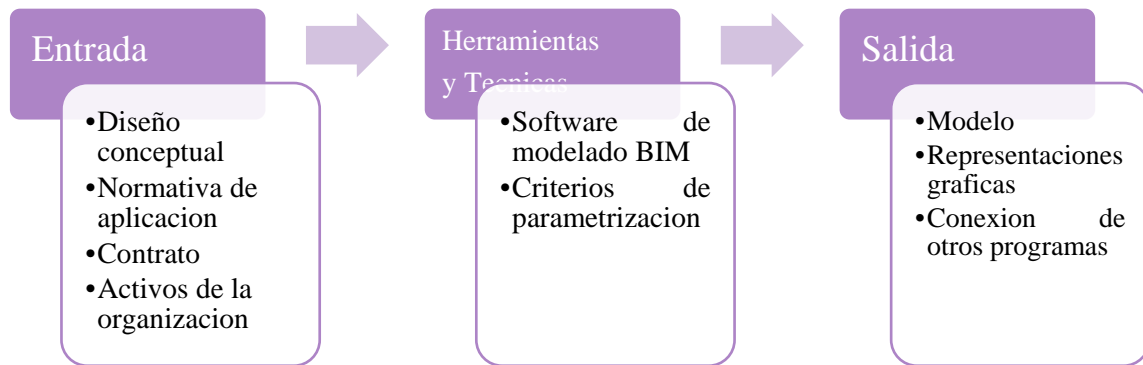 Entrada
•Diseño
conceptual
•Normativa de
aplicacion
•Contrato
•Activos de la
organizacion
Herramientas
y Tecnicas
•Software de
modelado BIM
•Criterios de
parametrizacion
Salida
•Modelo
•Representaciones
graficas
•Conexion de
otros programas